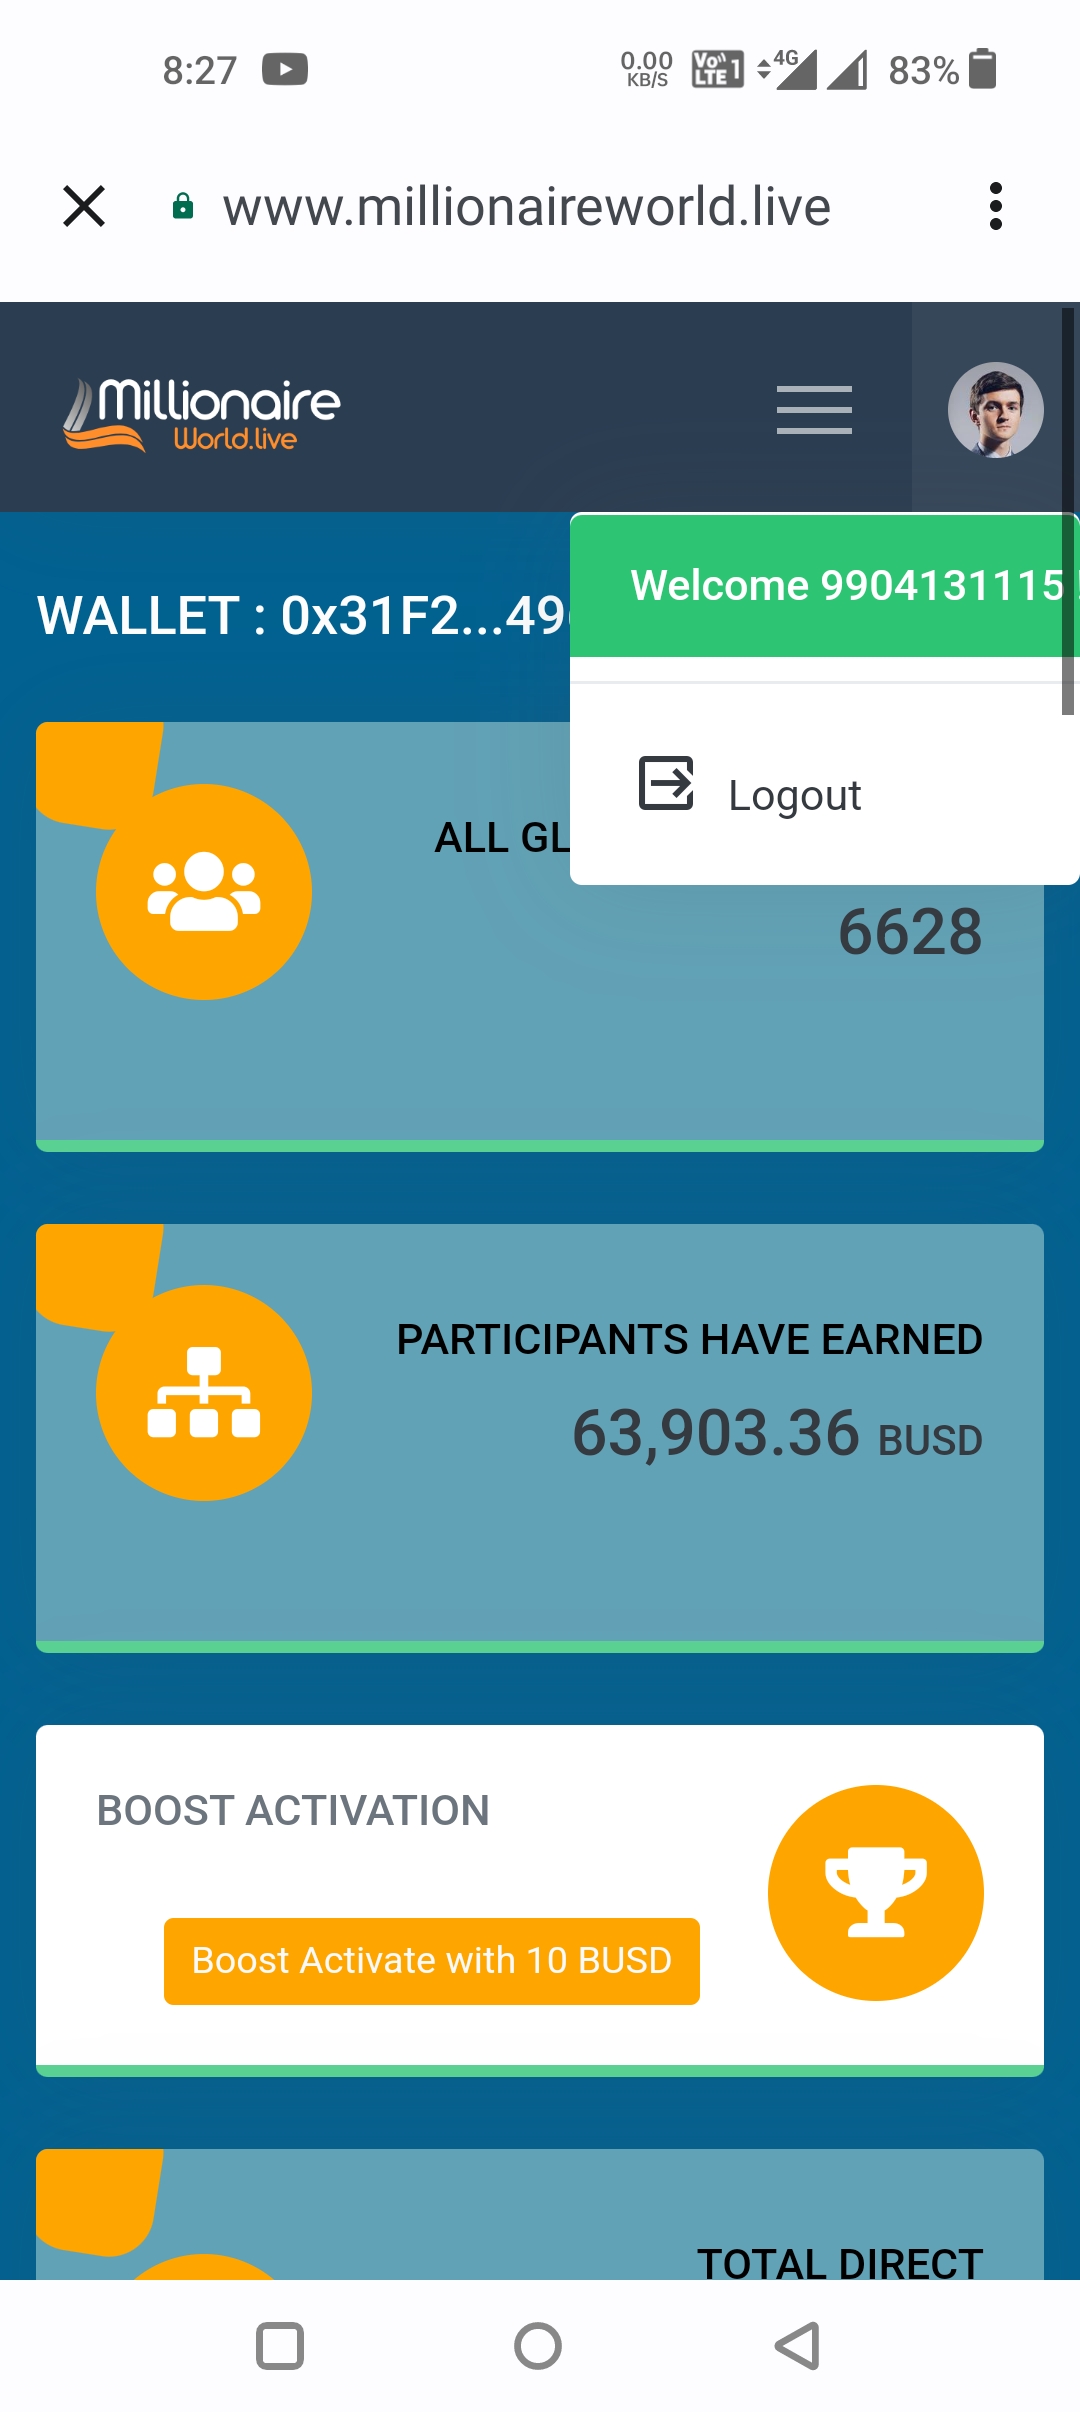 8:27
0.00 KB/S
Vo)) LTE 1
4G
83%
www.millionaireworld.live
Millionaire
World.live
WALLET : 0x31F2...49
Welcome 9904131115
Logout
ALL GL
6628
PARTICIPANTS HAVE EARNED
63,903.36 BUSD
BOOST ACTIVATION
Boost Activate with 10 BUSD
TOTAL DIRECT